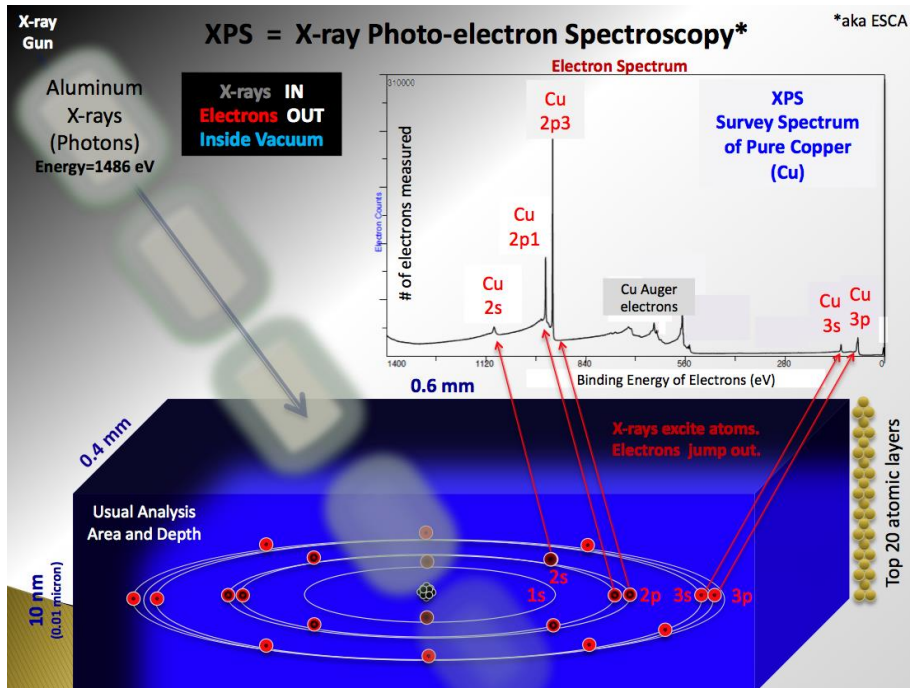 X-ray
Gun
XPS = X-ray Photo-electron Spectroscopy*
*aka ESCA
Aluminum
X-rays
(Photons)
Energy=1486 eV
X-rays IN
Electrons OUT
Inside Vacuum
Electron Spectrum
310000
Electron Counts
# of electrons measured
Cu
2p3
Cu
2p1
Cu
2s
Cu Auger
electrons
Cu
3s
Cu
3p
XPS
Survey Spectrum
of Pure Copper
(Cu)
1400
1120
840
560
280
0
Binding Energy of Electrons (eV)
0.6 mm
0.4 mm
X-rays excite atoms.
Electrons jump out.
Usual Analysis
Area and Depth
10 nm
(0.01 micron)
1s
2s
2p
3s
3p
Top 20 atomic layers